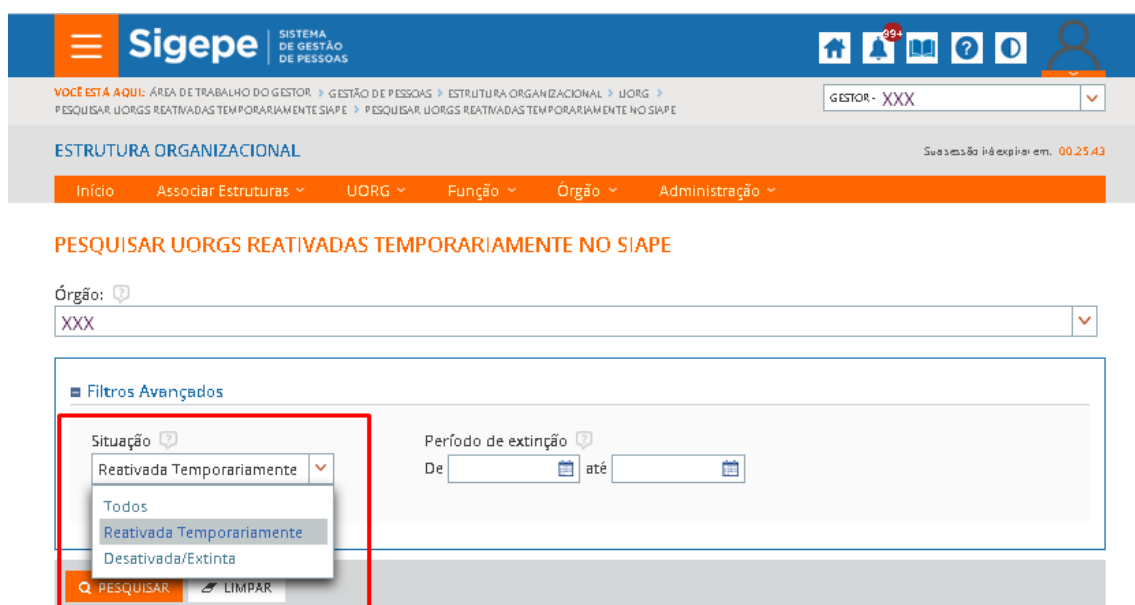 Sigepe
SISTEMA
DE GESTÃO
DE PESSOAS
99+
VOCÊ ESTÁ AQUI: ÁREA DE TRABALHO DO GESTOR > GESTÃO DE PESSOAS > ESTRUTURA ORGANIZACIONAL > UORG >
PESQUISAR UORGS REATIVADAS TEMPORARIAMENTE SIAPE > PESQUISAR UORGS REATIVADAS TEMPORARIAMENTE NO SIAPE
GESTOR - XXX
ESTRUTURA ORGANIZACIONAL
Sua sessão irá expirar em. 00:25:43
Início Associar Estruturas UORG Função Órgão Administração
PESQUISAR UORGS REATIVADAS TEMPORARIAMENTE NO SIAPE
Órgão:
XXX
Filtros Avançados
Situação Período de extinção
Reativada Temporariamente De até
Todos
Reativada Temporariamente
Desativada/Extinta
PESQUISAR LIMPAR